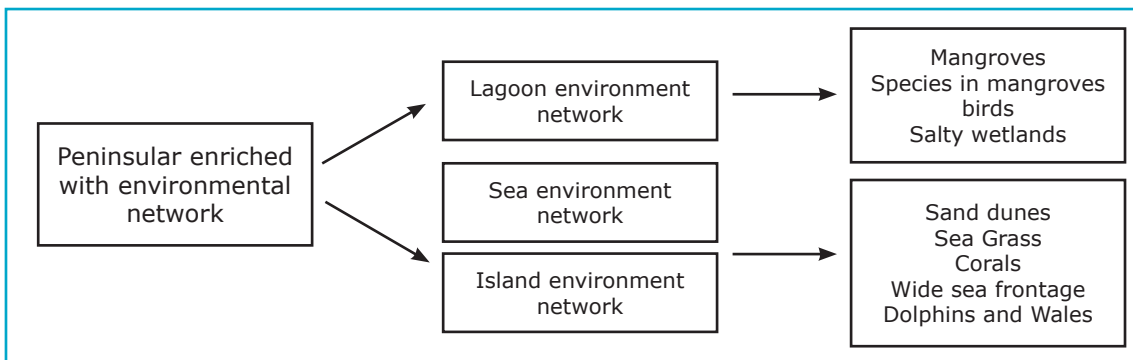 Peninsular enriched
with environmental
network
Lagoon environment
network
Sea environment
network
Island environment
network
Mangroves
Species in mangroves
birds
Salty wetlands
Sand dunes
Sea Grass
Corals
Wide sea frontage
Dolphins and Wales